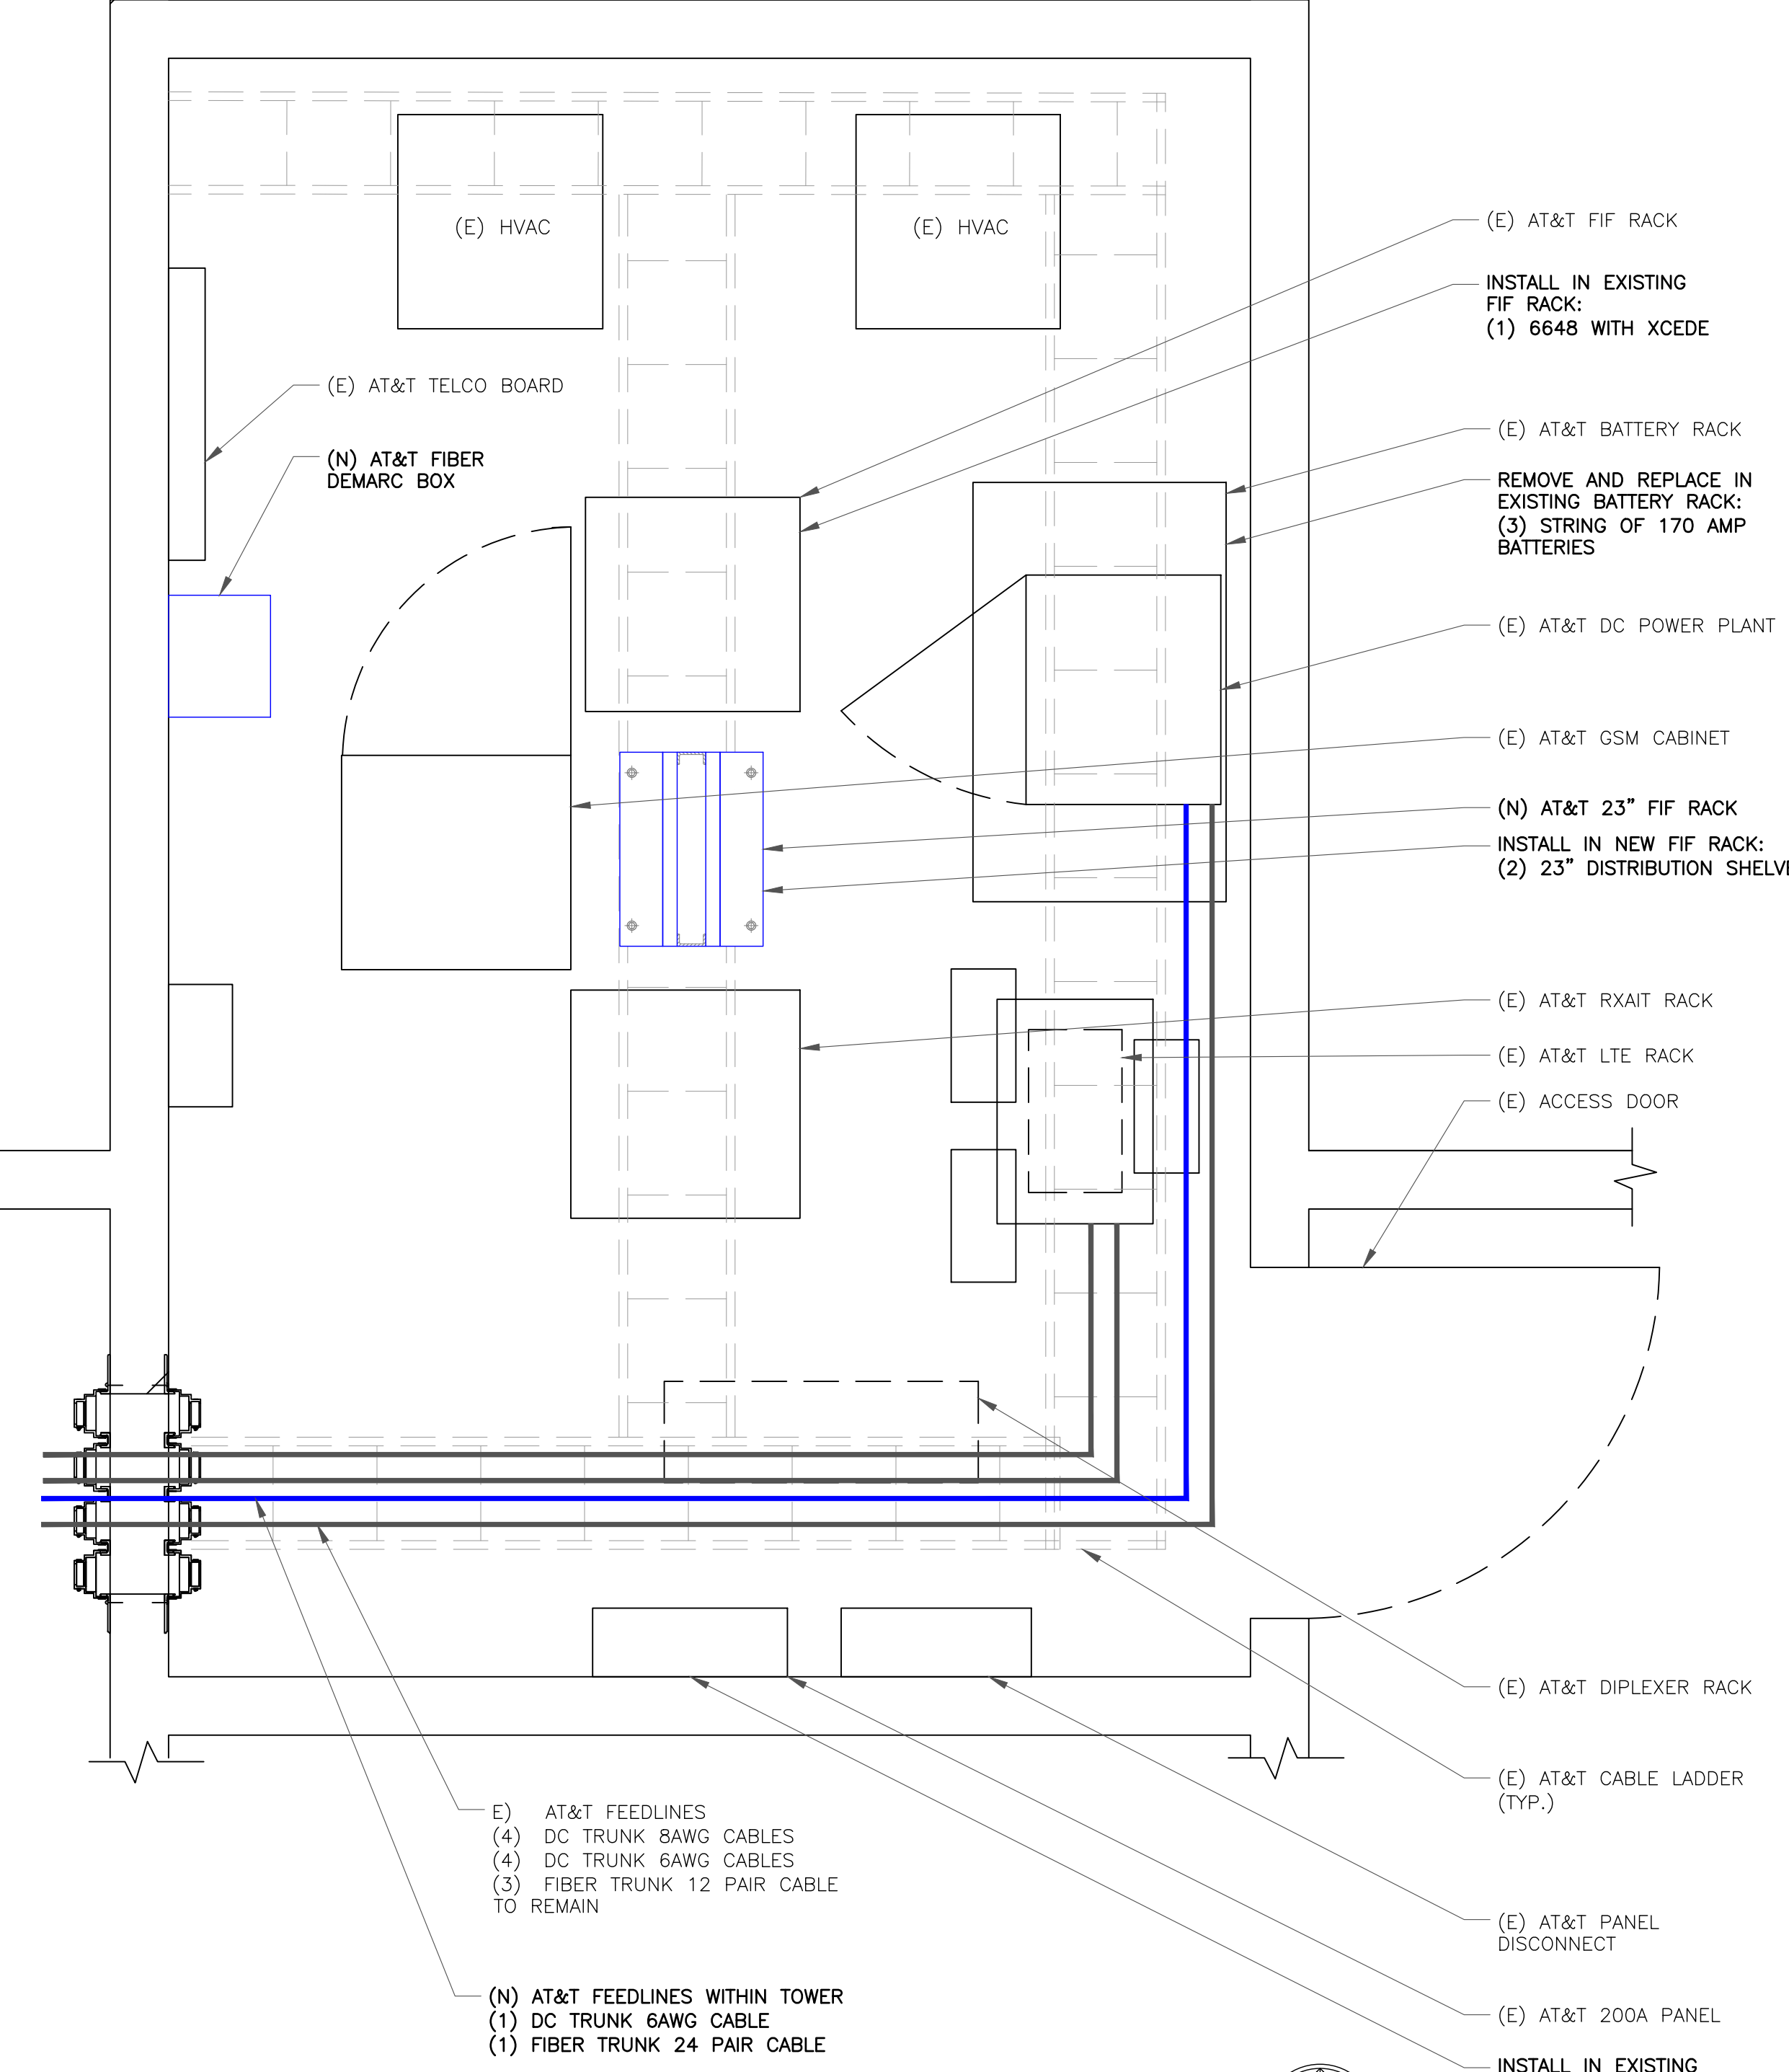 (E) HVAC
(E) HVAC
(E) AT&T FIF RACK
INSTALL IN EXISTING
FIF RACK:
(1) 6648 WITH XCEDE
(E) AT&T TELCO BOARD
(N) AT&T FIBER
DEMARC BOX
(E) AT&T BATTERY RACK
REMOVE AND REPLACE IN
EXISTING BATTERY RACK:
(3) STRING OF 170 AMP
BATTERIES
(E) AT&T DC POWER PLANT
(E) AT&T GSM CABINET
(N) AT&T 23" FIF RACK
INSTALL IN NEW FIF RACK:
(2) 23" DISTRIBUTION
(E) AT&T RXAIT RACK
(E) AT&T LTE RACK
(E) ACCESS DOOR
(E) AT&T DIPLEXER RACK
(E) AT&T CABLE LADDER
(TYP.)
E) AT&T FEEDLINES
(4) DC TRUNK 8AWG CABLES
(4) DC TRUNK 6AWG CABLES
(3) FIBER TRUNK 12 PAIR CABLE
TO REMAIN
(E) AT&T PANEL
DISCONNECT
(N) AT&T FEEDLINES WITHIN TOWER
(1) DC TRUNK 6AWG CABLE
(1) FIBER TRUNK 24 PAIR CABLE
(E) AT&T 200A PANEL
INSTALL IN EXISTING